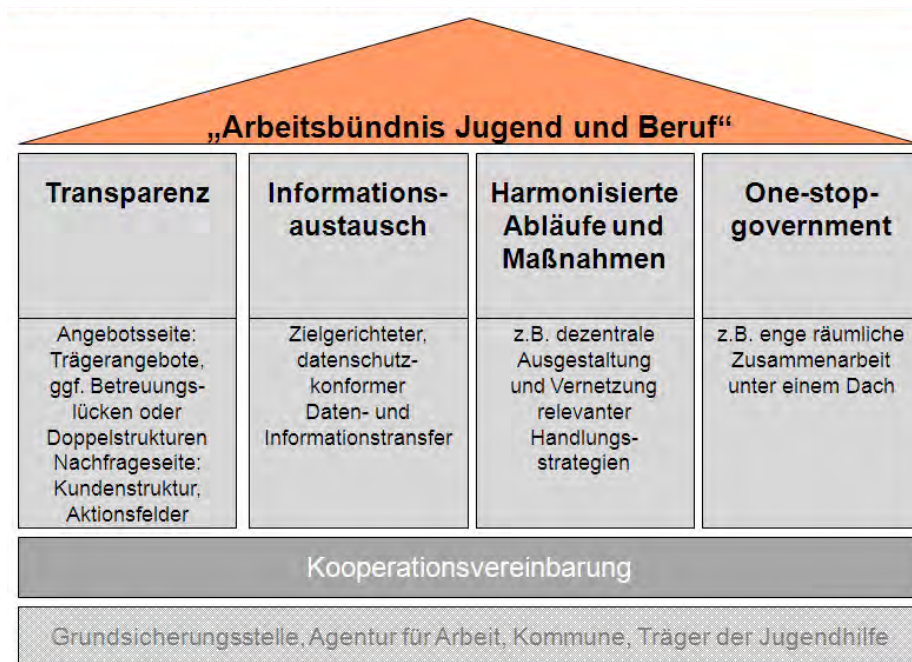 „Arbeitsbündnis Jugend und Beruf“
Transparenz
Informations-
austausch
Harmonisierte
Abläufe und
Maßnahmen
One-stop-
government
Angebotsseite:
Trägerangebote,
ggf. Betreuungs-
lücken oder
Doppelstrukturen
Nachfrageseite:
Kundenstruktur,
Aktionsfelder
Zielgerichteter,
datenschutz-
konformer
Daten- und
Informationstransfer
z.B. dezentrale
Ausgestaltung
und Vernetzung
relevanter
Handlungs-
strategien
z.B. enge räumliche
Zusammenarbeit
unter einem Dach
Kooperationsvereinbarung
Grundsicherungsstelle, Agentur für Arbeit, Kommune, Träger der Jugendhilfe